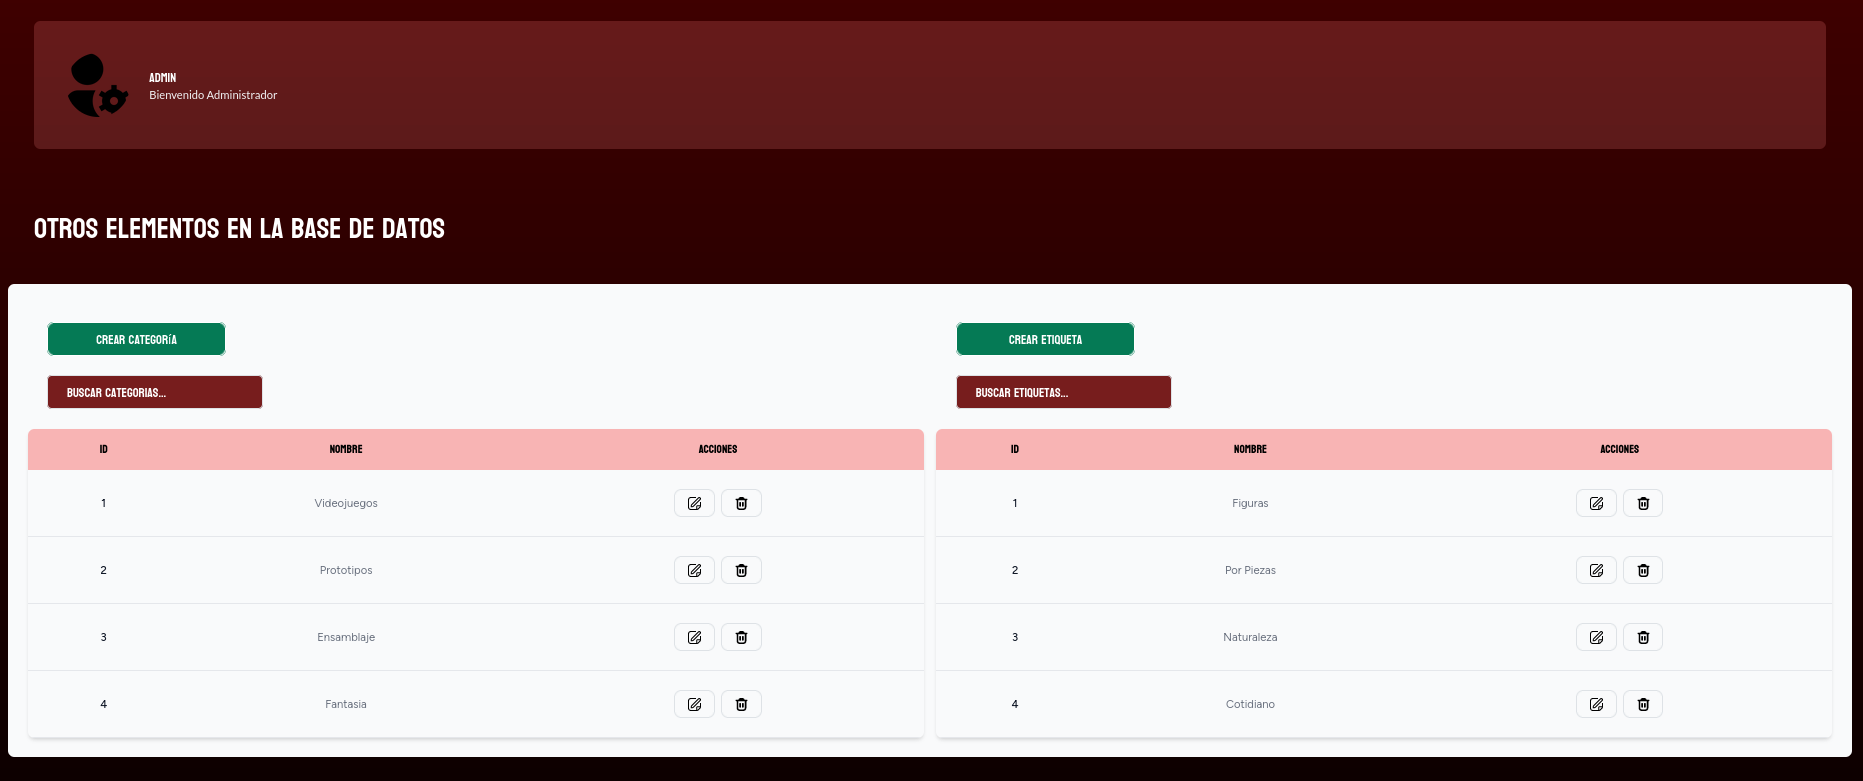 ADMIN
Bienvenido Administrador
OTROS ELEMENTOS EN LA BASE DE DATOS
CREAR CATEGORíA
BUSCAR CATEGORIAS...
ID NOMBRE ACCIONES
1 Videojuegos
2 Prototipos
3 Ensamblaje
4 Fantasia
CREAR ETIQUETA
BUSCAR ETIQUETAS...
ID NOMBRE ACCIONES
1 Figuras
2 Por Piezas
3 Naturaleza
4 Cotidiano